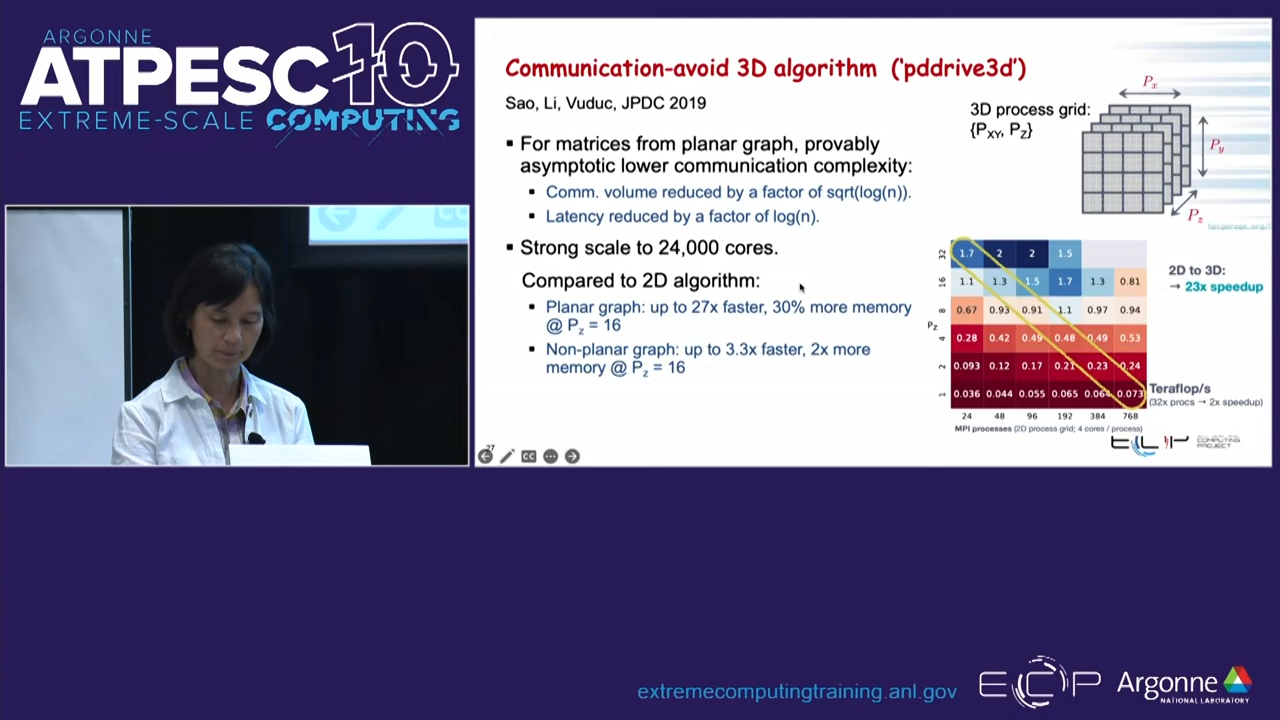 ARGONNE
ATPESC10
EXTREME-SCALE COMPUTING
Communication-avoid 3D algorithm ('pddrive3d')
Sao, Li, Vuduc, JPDC 2019
▪ For matrices from planar graph, provably
asymptotic lower communication complexity:
▪ Comm. volume reduced by a factor of sqrt(log(n)).
▪ Latency reduced by a factor of log(n).
▪ Strong scale to 24,000 cores.
Compared to 2D algorithm:
▪ Planar graph: up to 27x faster, 30% more memory
@ Pz = 16
▪ Non-planar graph: up to 3.3x faster, 2x more
memory @ Pz = 16
3D process grid:
{PXY, PZ}
Px
Py
Pz
32 1.7 2 2 1.5
16 1.1 1.3 1.5 1.7 1.3 0.81
8 0.67 0.93 0.91 1.1 0.97 0.94
Pz
4 0.28 0.42 0.49 0.48 0.49 0.53
2 0.093 0.12 0.17 0.21 0.23 0.24
1 0.036 0.044 0.055 0.065 0.064 0.073
24 48 96 192 384 768
MPI processes (2D process grid; 4 cores / process)
2D to 3D:
→ 23x speedup
Teraflop/s
(32x procs → 2x speedup)
ECP
COMPUTING
PROJECT
27
CC
extremecomputingtraining.anl.gov
ECP
Argonne
NATIONAL LABORATORY